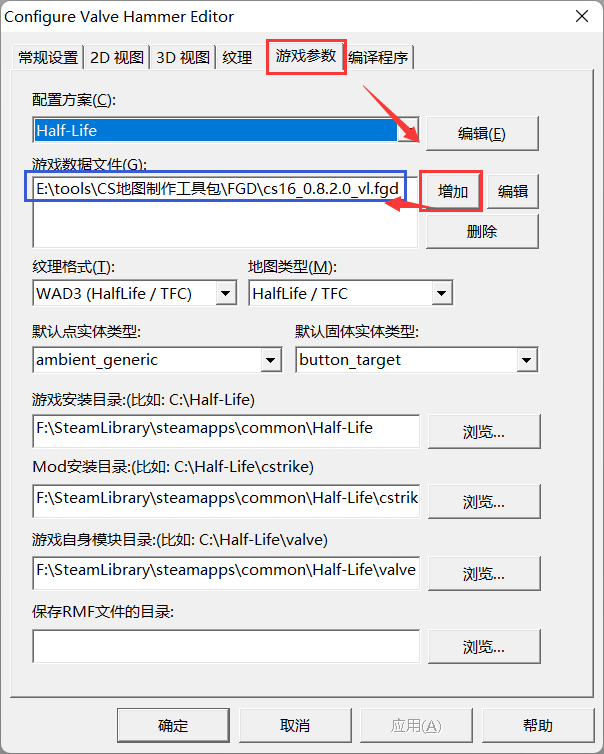 Configure Valve Hammer Editor
常规设置 2D 视图 3D 视图 纹理 游戏参数 编译程序
配置方案(C):
Half-Life 编辑(E)
游戏数据文件(G):
E:\tools\CS地图制作工具包\FGD\cs16_0.8.2.0_vl.fgd 增加 编辑
删除
纹理格式(T): 地图类型(M):
WAD3 (HalfLife / TFC) HalfLife / TFC
默认点实体类型: 默认固体实体类型:
ambient_generic button_target
游戏安装目录:(比如: C:\Half-Life)
F:\SteamLibrary\steamapps\common\Half-Life 浏览...
Mod安装目录:(比如: C:\Half-Life\cstrike)
F:\SteamLibrary\steamapps\common\Half-Life\cstrik 浏览...
游戏自身模块目录:(比如: C:\Half-Life\valve)
F:\SteamLibrary\steamapps\common\Half-Life\valve 浏览...
保存RMF文件的目录:
浏览...
确定 取消 应用(A) 帮助